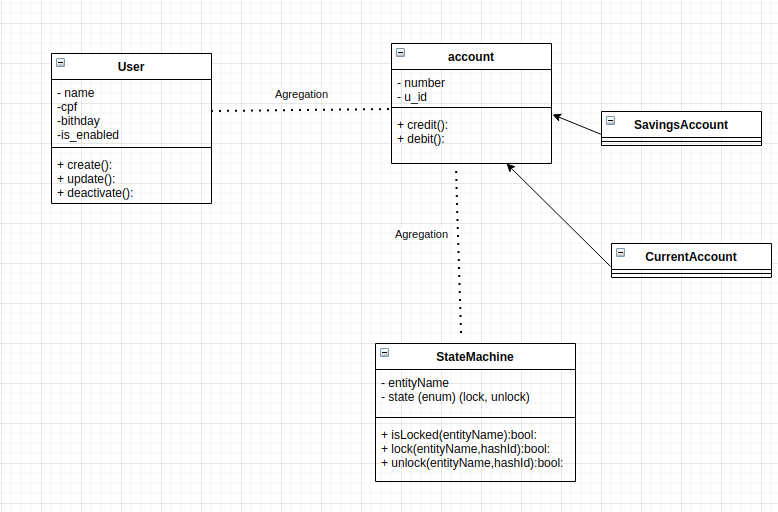 User
- name
-cpf
-bithday
-is_enabled
+ create():
+ update():
+ deactivate():
Agregation
account
- number
- u_id
+ credit():
+ debit():
SavingsAccount
CurrentAccount
Agregation
StateMachine
- entityName
- state (enum) (lock, unlock)
+ isLocked(entityName):bool:
+ lock(entityName,hashId):bool:
+ unlock(entityName,hashId):bool: